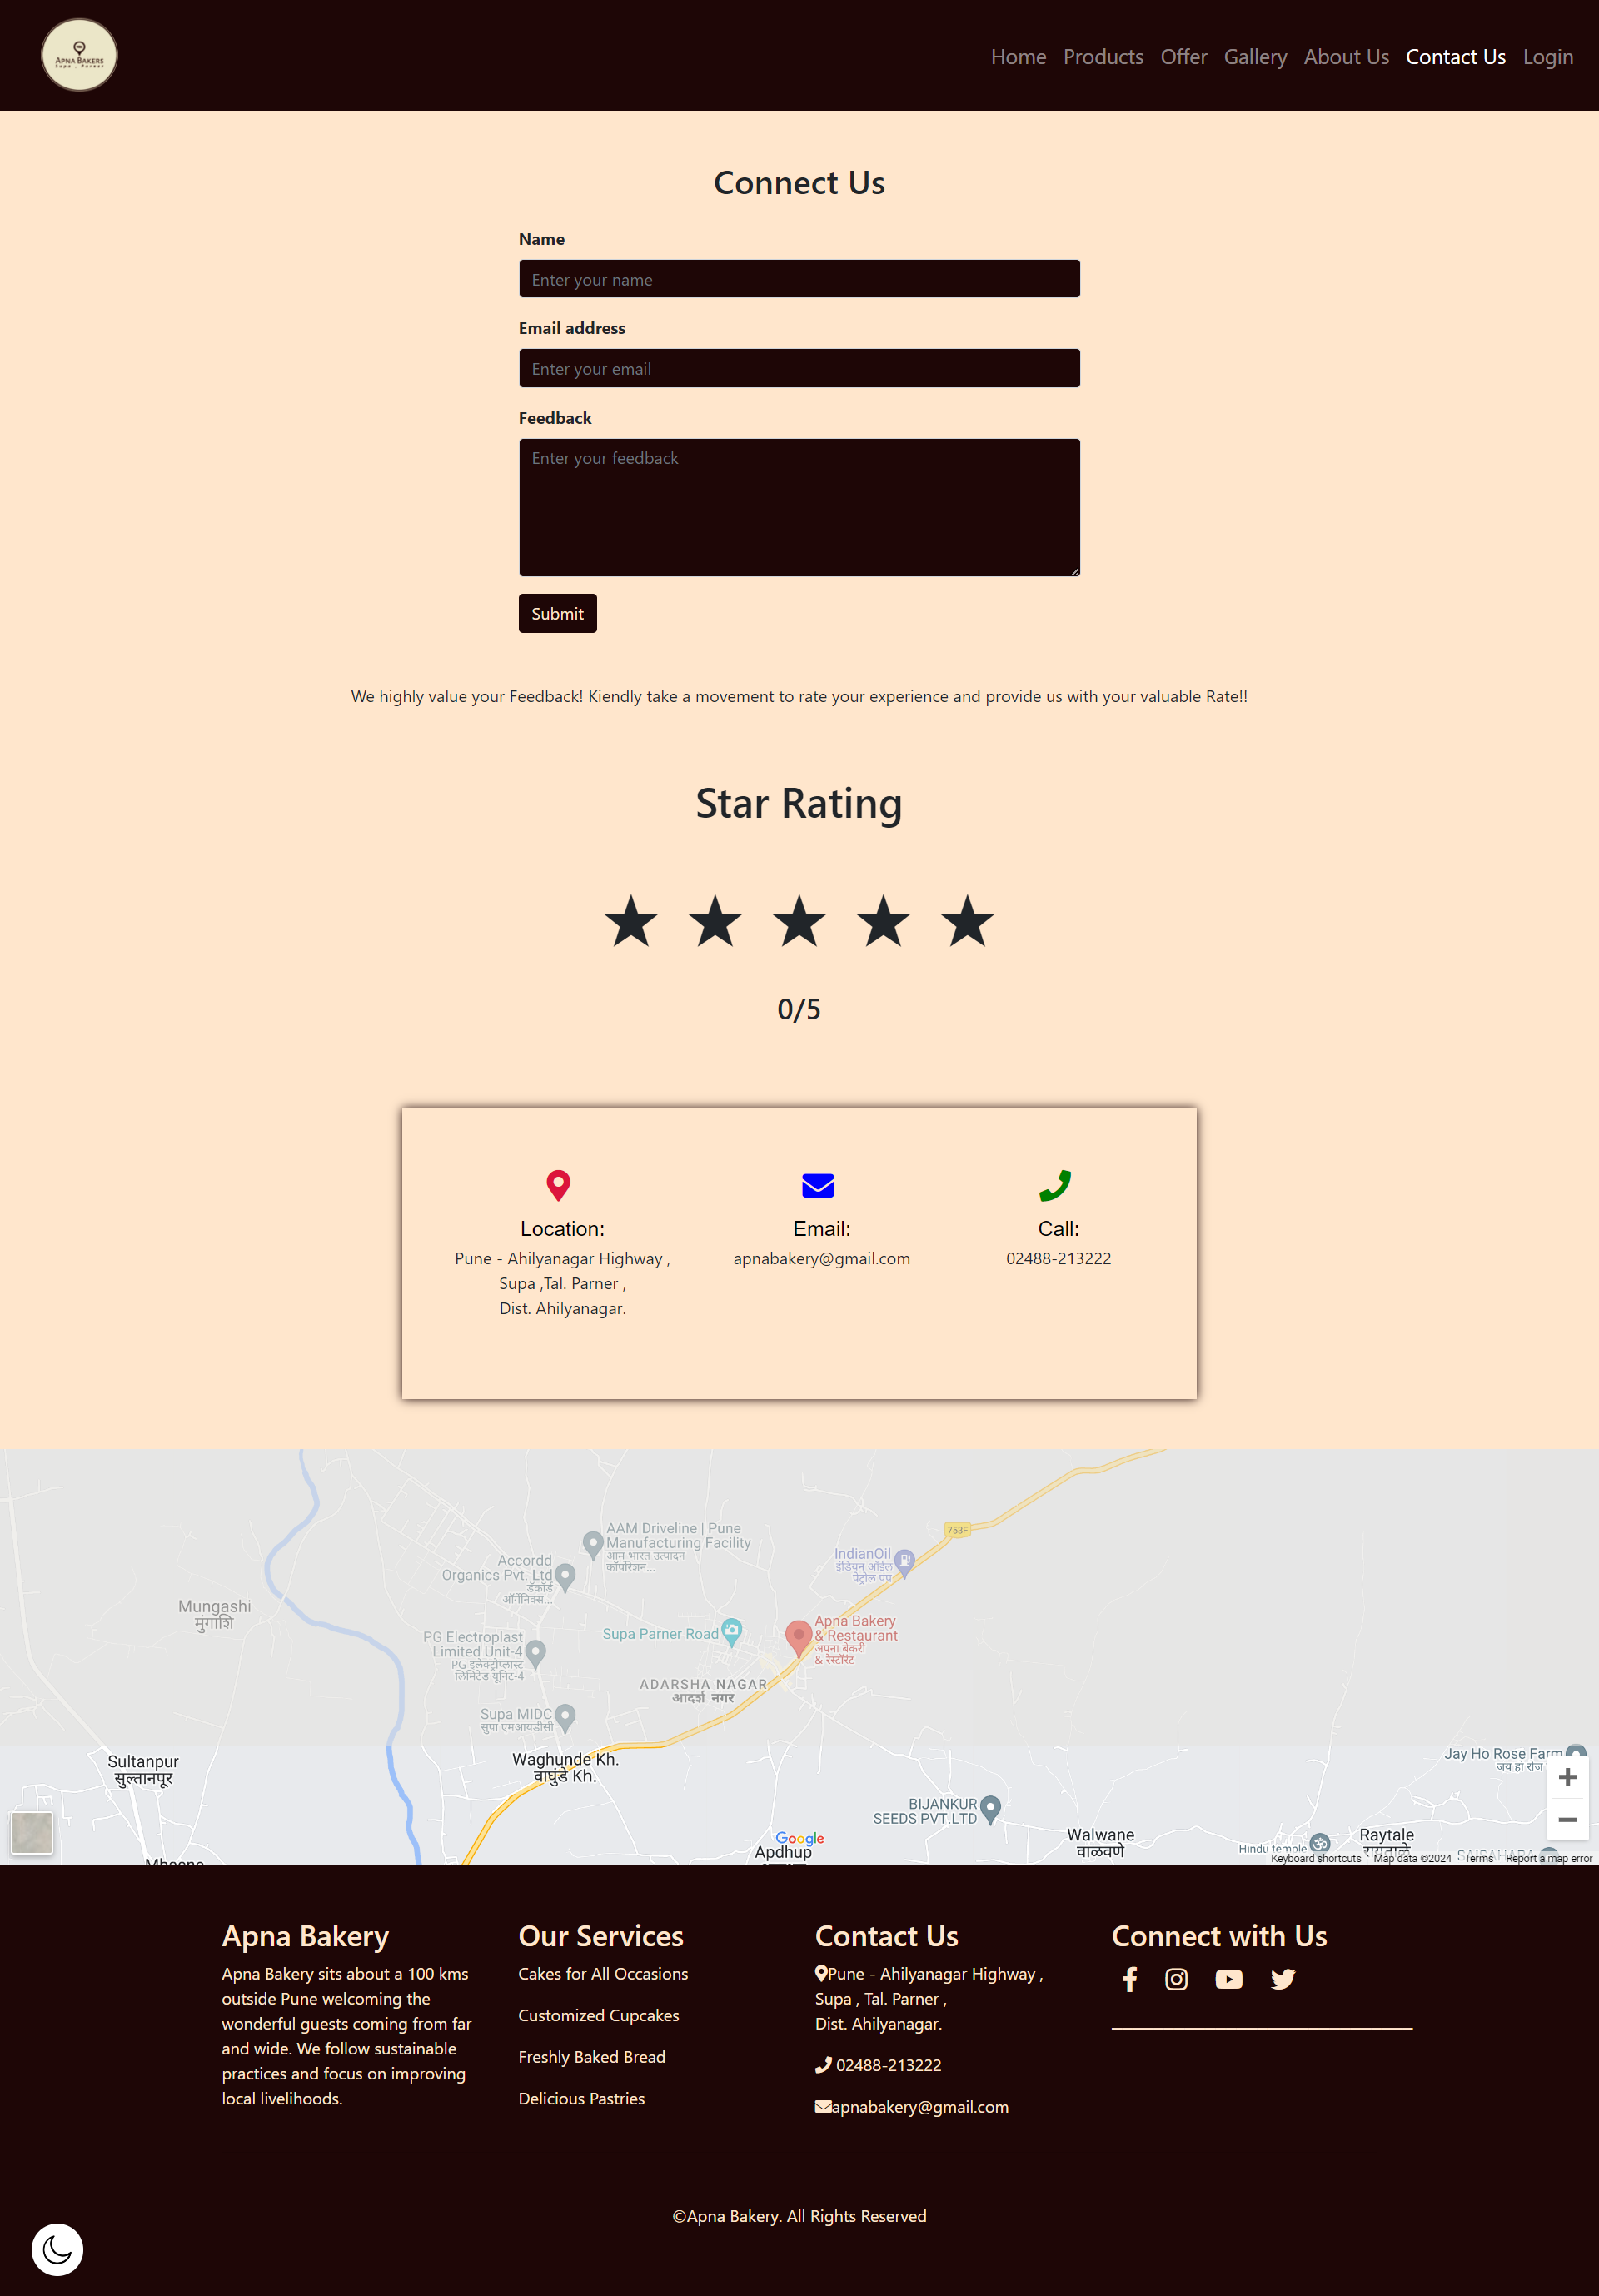 APNA BAKERS
Supa , Parner
Home Products Offer Gallery About Us Contact Us Login
Connect Us
Name
Enter your name
Email address
Enter your email
Feedback
Enter your feedback
Submit
We highly value your Feedback! Kiendly take a movement to rate your experience and provide us with your valuable Rate!!
Star Rating
0/5
Location:
Pune - Ahilyanagar Highway ,
Supa ,Tal. Parner ,
Dist. Ahilyanagar.
Email:
apnabakery@gmail.com
Call:
02488-213222
753F
AAM Driveline | Pune
Manufacturing Facility
आम भारत उत्पादन
कॉर्पोरेशन...
IndianOil
इंडियन ऑईल
पेट्रोल पंप
Accordd
Organics Pvt. Ltd
ॲकॉर्ड
ऑर्गेनिक्स...
Mungashi
मुंगाशि
Apna Bakery
& Restaurant
अपना बेकरी
& रेस्टॉरंट
Supa Parner Road
PG Electroplast
Limited Unit-4
PG इलेक्ट्रोप्लास्ट
लिमिटेड यूनिट-4
ADARSHA NAGAR
आदर्श नगर
Supa MIDC
सुपा एमआयडीसी
Sultanpur
सुल्तानपूर
Waghunde Kh.
वाघुंडे Kh.
Jay Ho Rose Farm
जय हो रोज
BIJANKUR
SEEDS PVT.LTD
Walwane
वाळवणे
Hindu temple
Raytale
रायतळे
Google
Apdhup
Mhasne
SAISAHARA
Keyboard shortcuts Map data ©2024 Terms Report a map error
Apna Bakery
Apna Bakery sits about a 100 kms
outside Pune welcoming the
wonderful guests coming from far
and wide. We follow sustainable
practices and focus on improving
local livelihoods.
Our Services
Cakes for All Occasions
Customized Cupcakes
Freshly Baked Bread
Delicious Pastries
Contact Us
Pune - Ahilyanagar Highway ,
Supa , Tal. Parner ,
Dist. Ahilyanagar.
02488-213222
apnabakery@gmail.com
Connect with Us
©Apna Bakery. All Rights Reserved